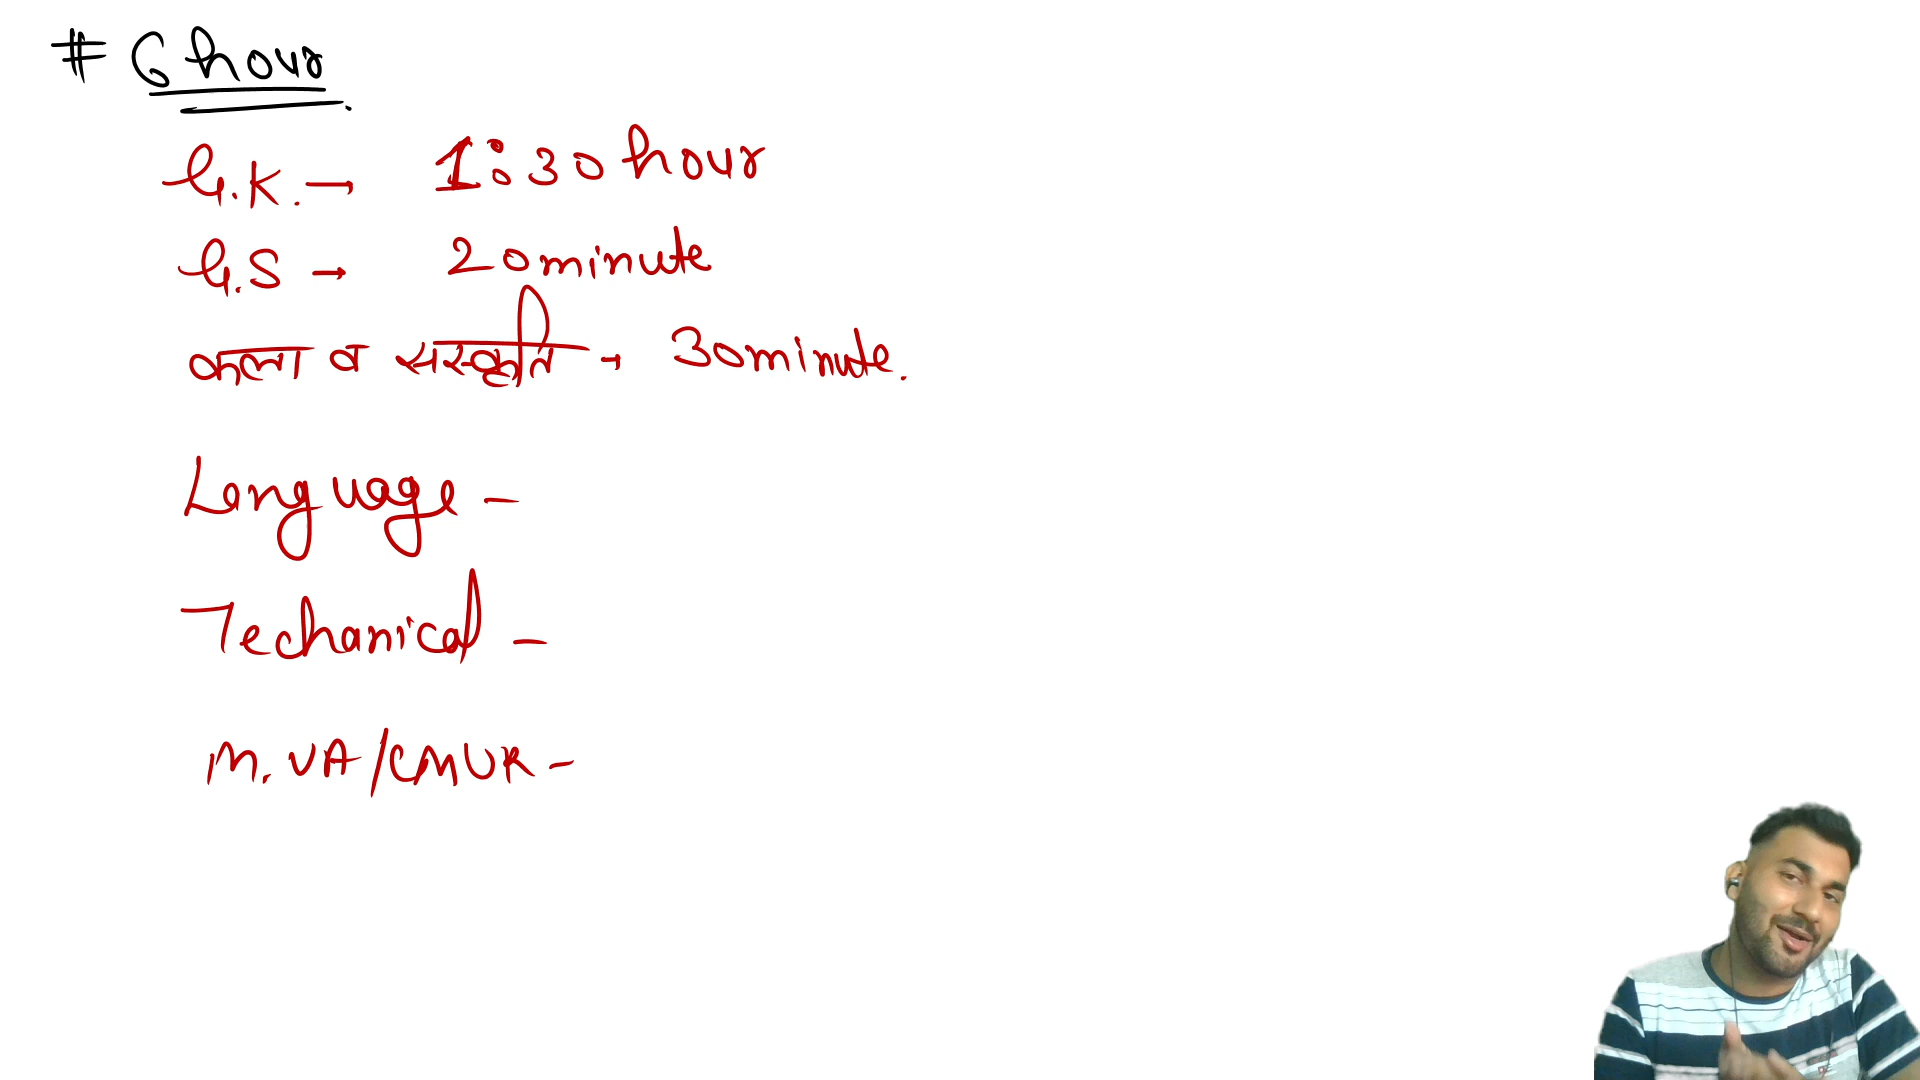 # 6 hour
G.K. → 1:30 hour
G.S → 20 minute
कला व संस्कृति → 30 minute.
Language -
Techanical -
M.VA/CMUR -